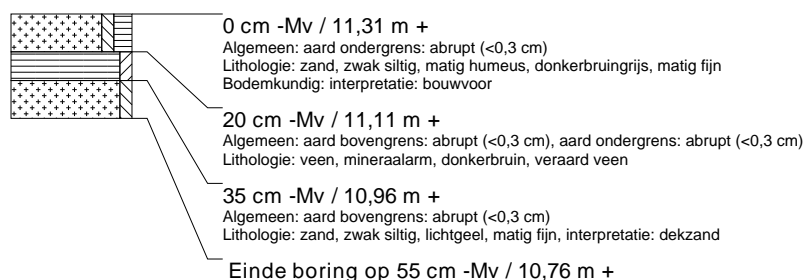 0 cm -Mv / 11,31 m +
Algemeen: aard ondergrens: abrupt (<0,3 cm)
Lithologie: zand, zwak siltig, matig humeus, donkerbruingrijs, matig fijn
Bodemkundig: interpretatie: bouwvoor
20 cm -Mv / 11,11 m +
Algemeen: aard bovengrens: abrupt (<0,3 cm), aard ondergrens: abrupt (<0,3 cm)
Lithologie: veen, mineraalarm, donkerbruin, veraard veen
35 cm -Mv / 10,96 m +
Algemeen: aard bovengrens: abrupt (<0,3 cm)
Lithologie: zand, zwak siltig, lichtgeel, matig fijn, interpretatie: dekzand
Einde boring op 55 cm -Mv / 10,76 m +